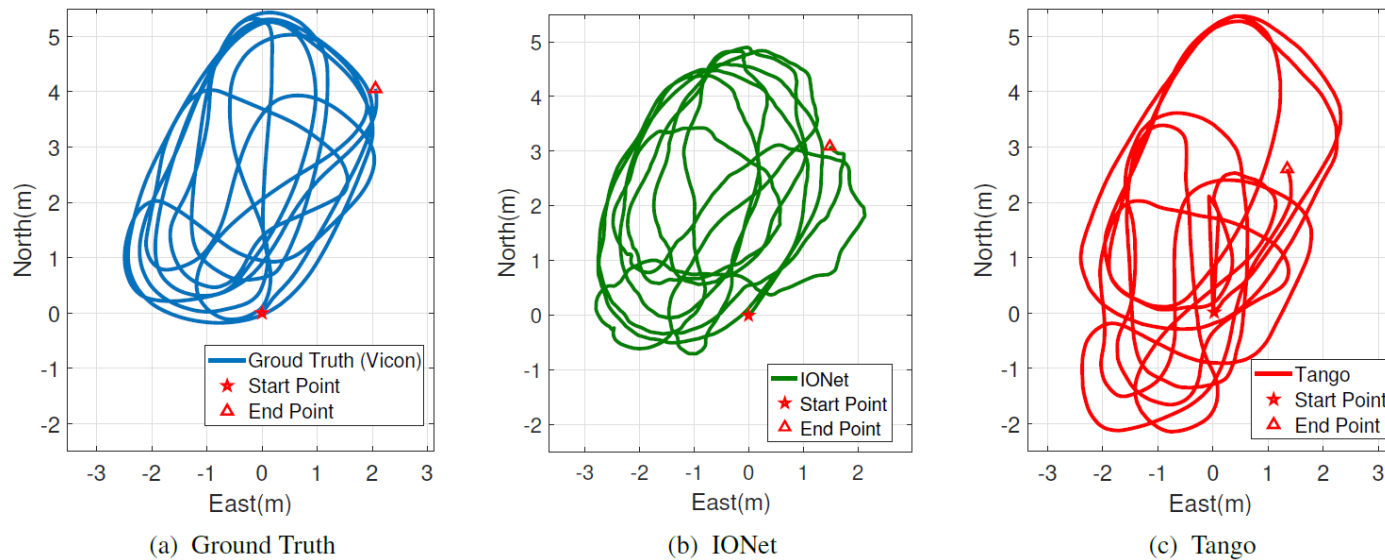 5
4
3
2
1
0
-1
-2
North(m)
-3 -2 -1 0 1 2 3
East(m)
Groud Truth (Vicon)
Start Point
End Point
(a) Ground Truth
5
4
3
2
1
0
-1
-2
North(m)
-3 -2 -1 0 1 2 3
East(m)
IONet
Start Point
End Point
(b) IONet
5
4
3
2
1
0
-1
-2
North(m)
-3 -2 -1 0 1 2 3
East(m)
Tango
Start Point
End Point
(c) Tango